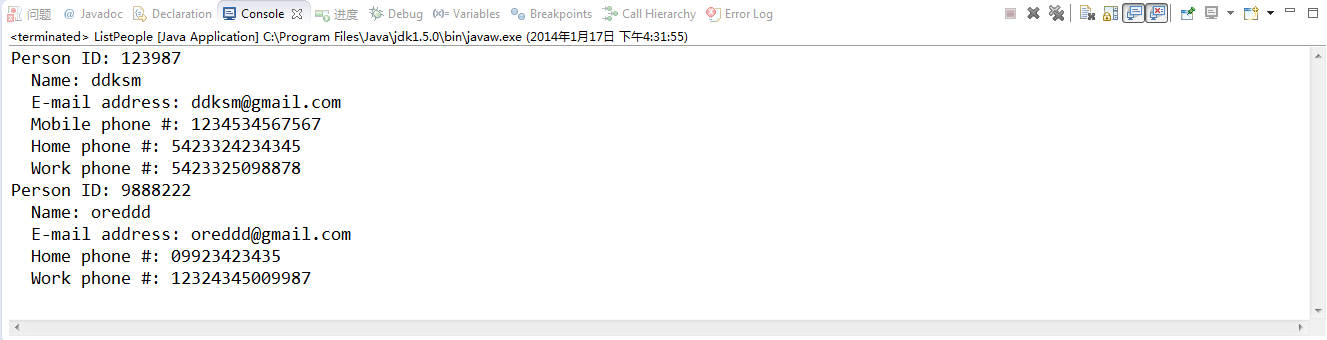 问题 @ Javadoc Declaration Console 进度 Debug (x)= Variables Breakpoints Call Hierarchy Error Log
<terminated> ListPeople [Java Application] C:\Program Files\Java\jdk1.5.0\bin\javaw.exe (2014年1月17日 下午4:31:55)
Person ID: 123987
  Name: ddksm
  E-mail address: ddksm@gmail.com
  Mobile phone #: 1234534567567
  Home phone #: 5423324234345
  Work phone #: 5423325098878
Person ID: 9888222
  Name: oreddd
  E-mail address: oreddd@gmail.com
  Home phone #: 09923423435
  Work phone #: 12324345009987